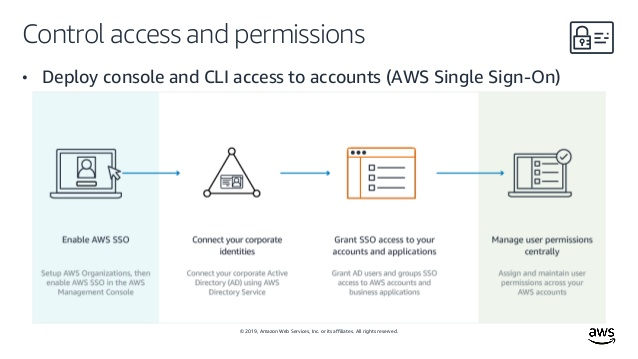 Control access and permissions
• Deploy console and CLI access to accounts (AWS Single Sign-On)
Enable AWS SSO
Setup AWS Organizations, then
enable AWS SSO in the AWS
Management Console
Connect your corporate
identities
Connect your corporate Active
Directory (AD) using AWS
Directory Service
Grant SSO access to your
accounts and applications
Grant AD users and groups SSO
access to AWS accounts and
business applications
Manage user permissions
centrally
Assign and maintain user
permissions across your
AWS accounts
© 2019, Amazon Web Services, Inc. or its affiliates. All rights reserved.
aws